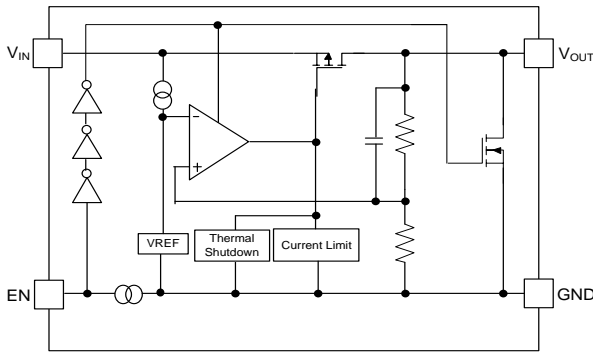 VIN
VOUT
-
+
VREF
Thermal
Shutdown
Current Limit
EN
GND